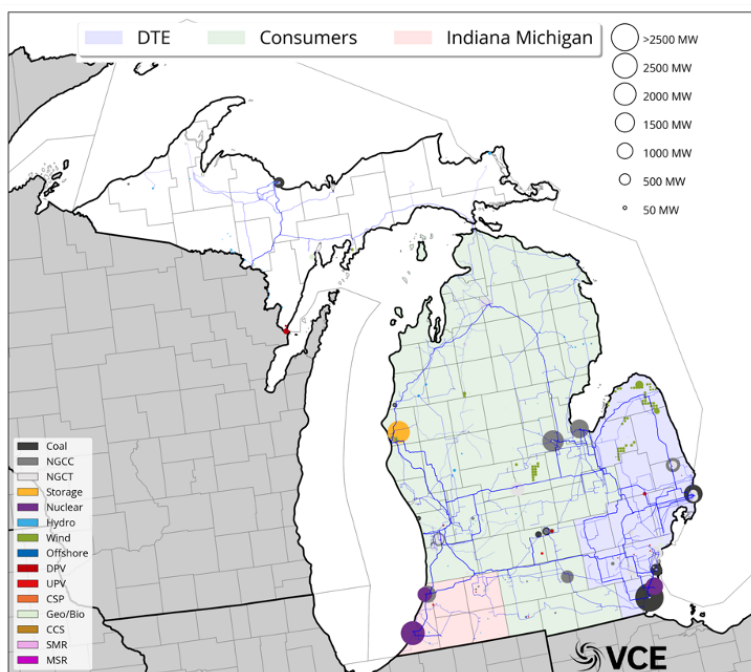 DTE
Consumers
Indiana Michigan
>2500 MW
2500 MW
2000 MW
1500 MW
1000 MW
500 MW
50 MW
Coal
NGCC
NGCT
Storage
Nuclear
Hydro
Wind
Offshore
DPV
UPV
CSP
Geo/Bio
CCS
SMR
MSR
VCE